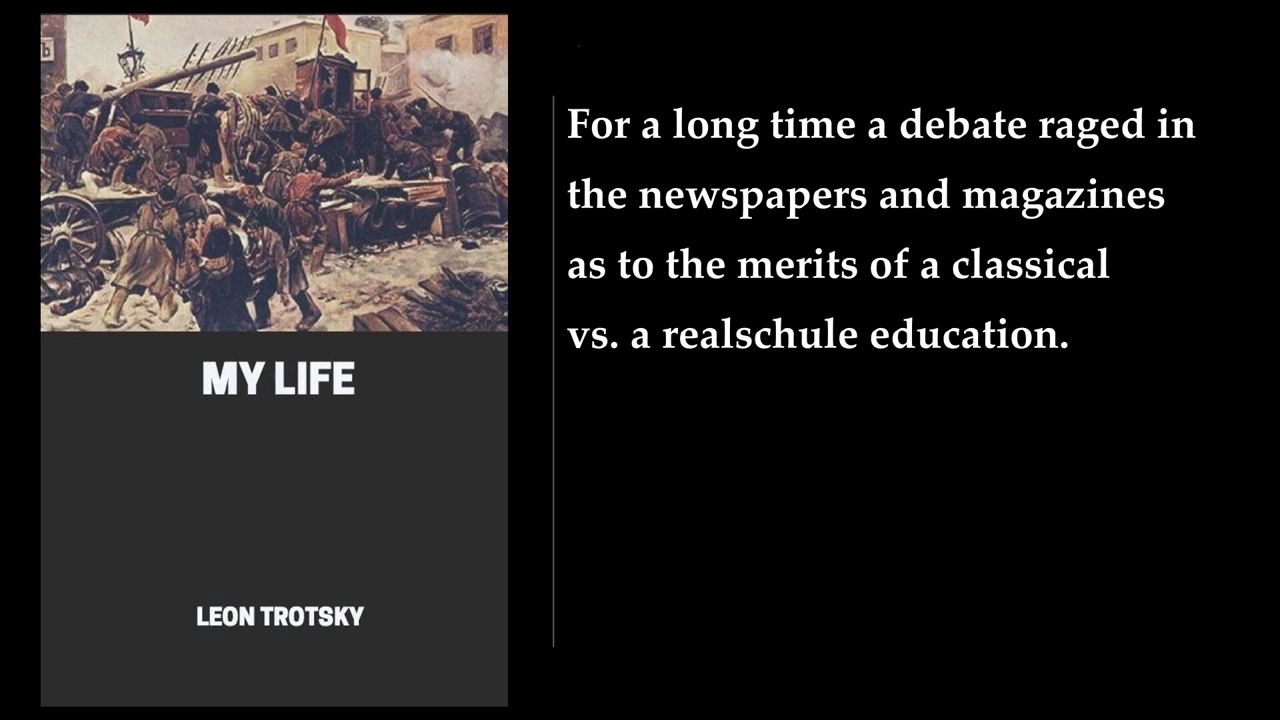 MY LIFE
LEON TROTSKY
For a long time a debate raged in
the newspapers and magazines
as to the merits of a classical
vs. a realschule education.